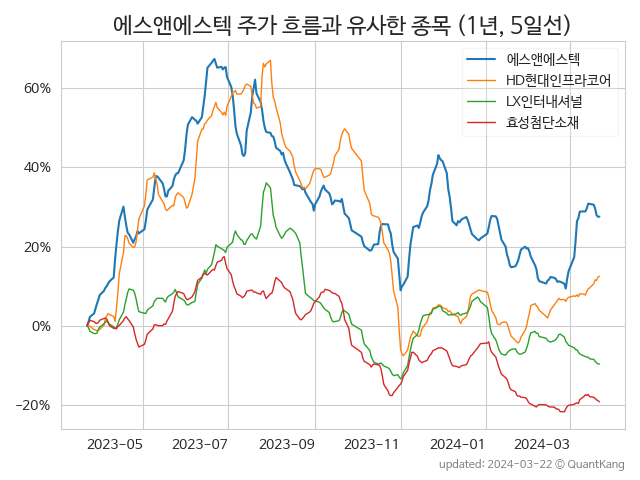 에스앤에스텍 주가 흐름과 유사한 종목 (1년, 5일선)
에스앤에스텍
HD현대인프라코어
LX인터내셔널
효성첨단소재
60%
40%
20%
0%
−20%
2023-05 2023-07 2023-09 2023-11 2024-01 2024-03
updated: 2024-03-22 © QuantKang